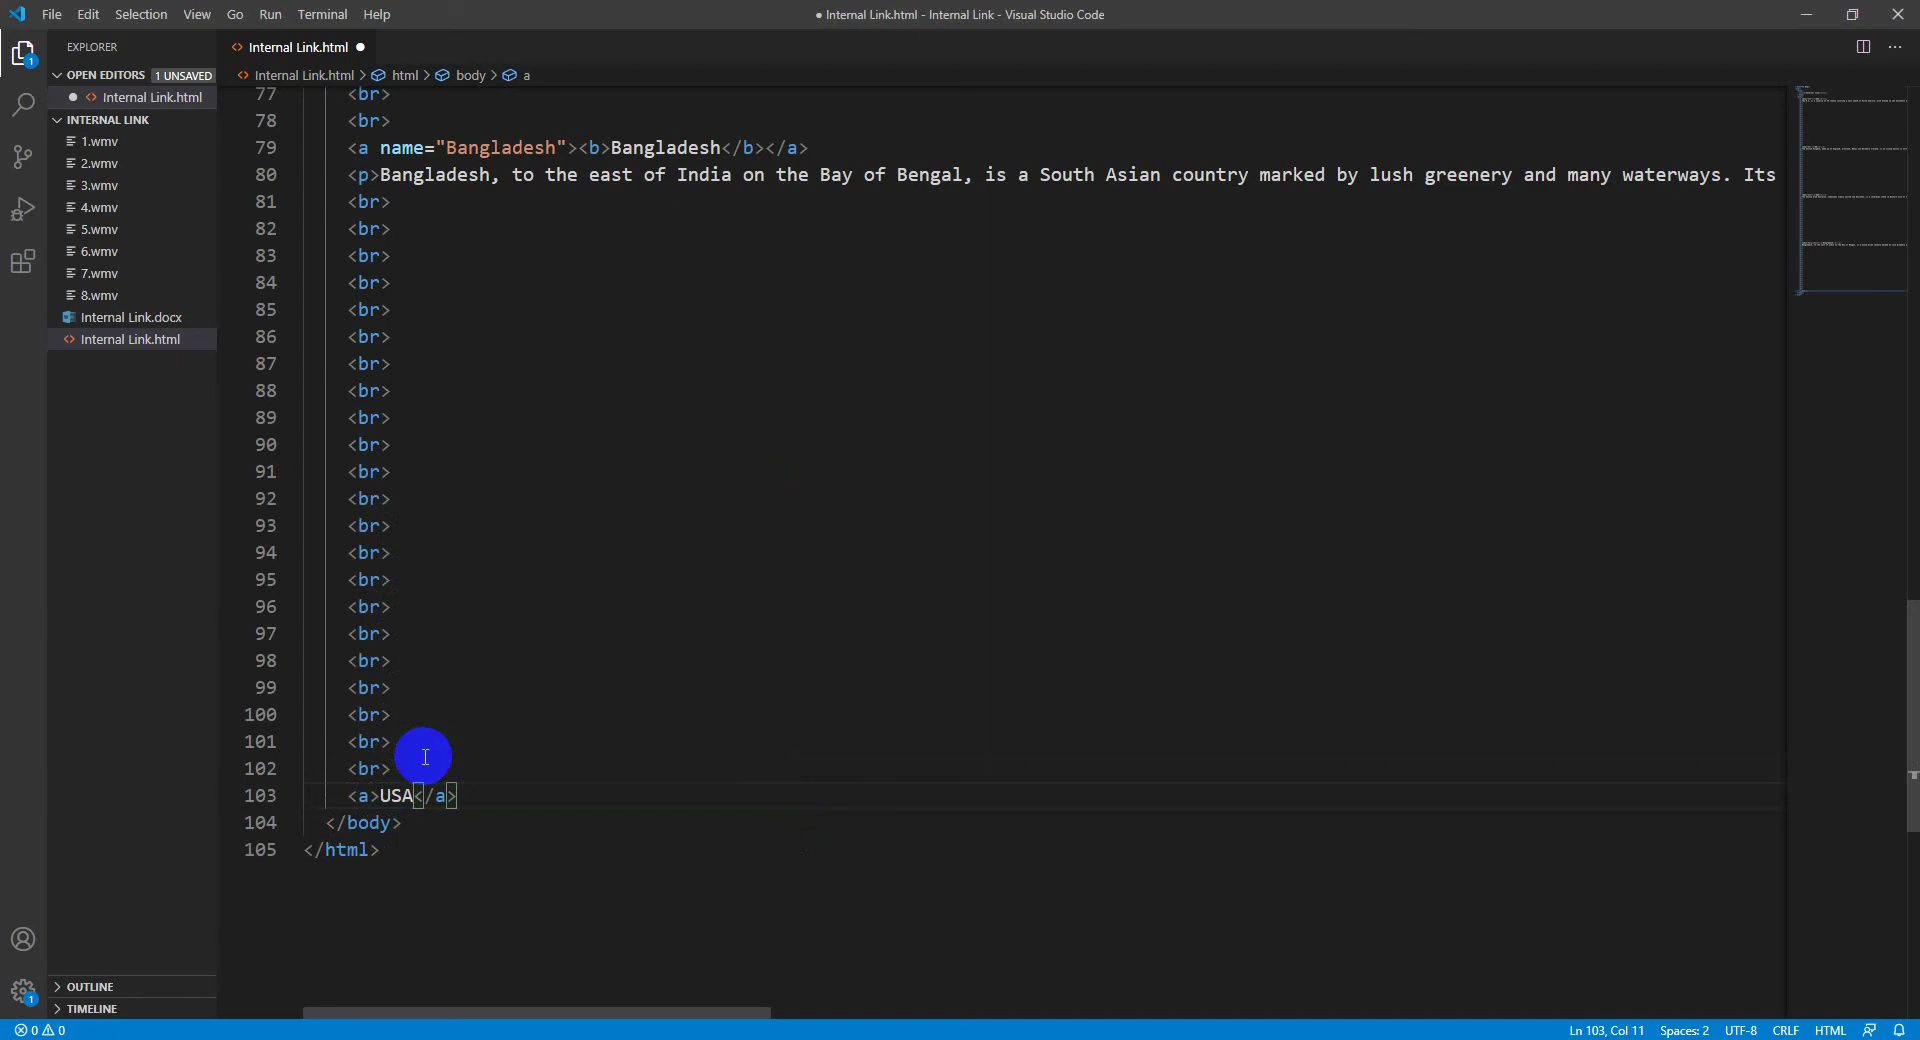 File Edit Selection View Go Run Terminal Help
● Internal Link.html - Internal Link - Visual Studio Code
EXPLORER
OPEN EDITORS 1 UNSAVED
Internal Link.html
INTERNAL LINK
1.wmv
2.wmv
3.wmv
4.wmv
5.wmv
6.wmv
7.wmv
8.wmv
Internal Link.docx
Internal Link.html
OUTLINE
TIMELINE
Internal Link.html
Internal Link.html > html > body > a
77 <br>
78 <br>
79 <a name="Bangladesh"><b>Bangladesh</b></a>
80 <p>Bangladesh, to the east of India on the Bay of Bengal, is a South Asian country marked by lush greenery and many waterways. Its
81 <br>
82 <br>
83 <br>
84 <br>
85 <br>
86 <br>
87 <br>
88 <br>
89 <br>
90 <br>
91 <br>
92 <br>
93 <br>
94 <br>
95 <br>
96 <br>
97 <br>
98 <br>
99 <br>
100 <br>
101 <br>
102 <br>
103 <a>USA</a>
104 </body>
105 </html>
1
1
0 0
Ln 103, Col 11 Spaces: 2 UTF-8 CRLF HTML